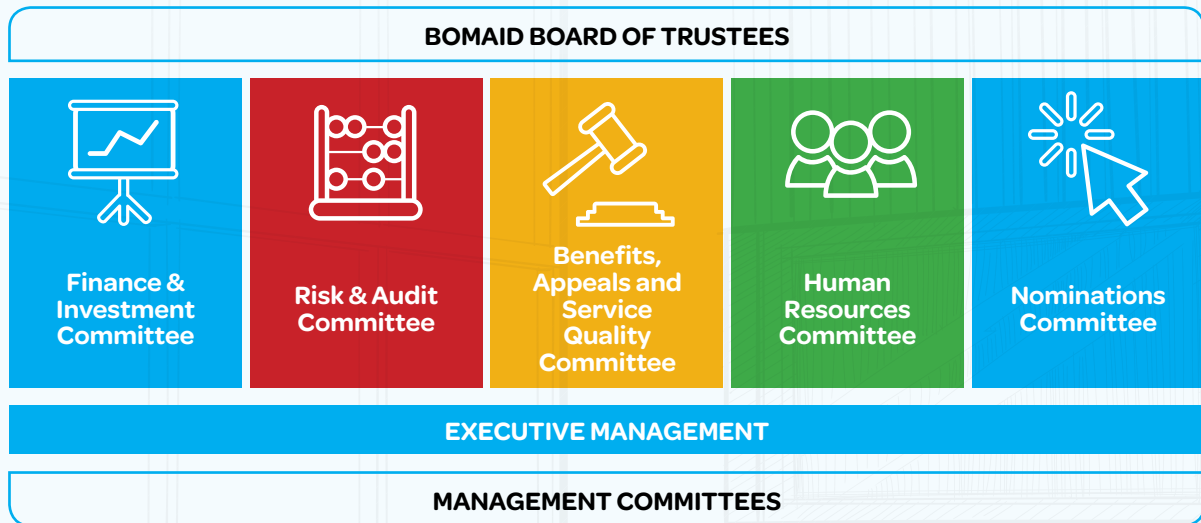 BOMAID BOARD OF TRUSTEES
Finance &
Investment
Committee
Risk & Audit
Committee
Benefits,
Appeals and
Service
Quality
Committee
Human
Resources
Committee
Nominations
Committee
EXECUTIVE MANAGEMENT
MANAGEMENT COMMITTEES